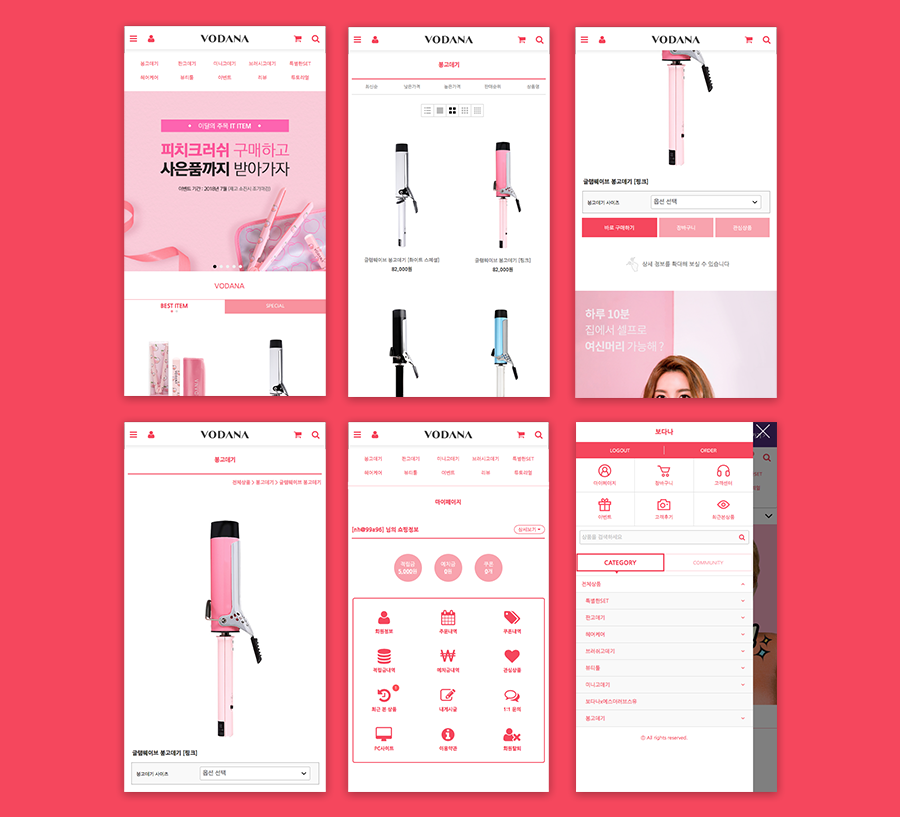 VODANA
봉고데기
판고데기
미니고데기
브러시고데기
특별한SET
헤어케어
뷰티툴
이벤트
리뷰
튜토리얼
이달의 주목 IT ITEM
피치크러쉬 구매하고
사은품까지 받아가자
이벤트 기간 : 2018년 7월 (재고 소진시 조기마감)
VODANA
BEST ITEM
SPECIAL
VODANA
봉고데기
최신순
낮은가격
높은가격
판매순위
상품명
글램웨이브 봉고데기 [화이트 스페셜]
82,000원
글램웨이브 봉고데기 [핑크]
82,000원
VODANA
글램웨이브 봉고데기 [핑크]
봉고데기 사이즈
옵션 선택
바로 구매하기
장바구니
관심상품
상세 정보를 확대해 보실 수 있습니다
하루 10분
집에서 셀프로
여신머리 가능해 ?
VODANA
봉고데기
전체상품 > 봉고데기 > 글램웨이브 봉고데기
글램웨이브 봉고데기 [핑크]
봉고데기 사이즈
옵션 선택
VODANA
봉고데기
판고데기
미니고데기
브러시고데기
특별한SET
헤어케어
뷰티툴
이벤트
리뷰
튜토리얼
마이페이지
[nh@99a96] 님의 쇼핑정보
상세보기
적립금
5,000원
예치금
0원
쿠폰
0개
회원정보
주문내역
쿠폰내역
적립금내역
예치금내역
관심상품
최근 본 상품
내게시글
1:1 문의
PC사이트
이용약관
회원탈퇴
보다나
LOGOUT
ORDER
마이페이지
장바구니
고객센터
이벤트
고객후기
최근본상품
상품을 검색하세요
CATEGORY
COMMUNITY
전체상품
특별한SET
판고데기
헤어케어
브러쉬고데기
뷰티툴
미니고데기
보다나x에스더러브스유
봉고데기
ⓒ All rights reserved.